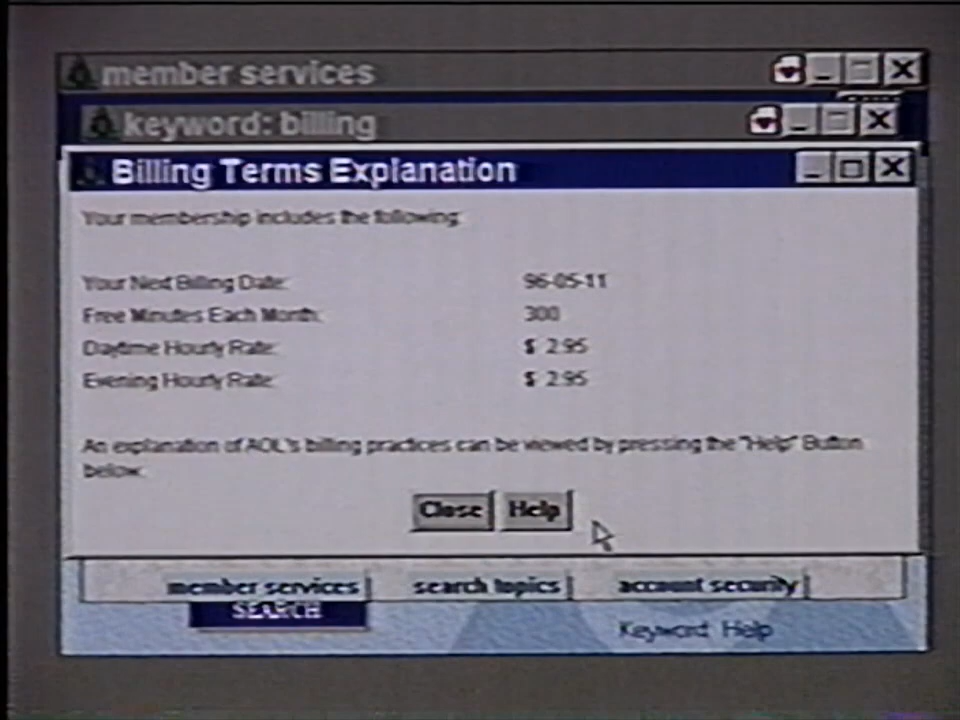 member services
keyword: billing
Billing Terms Explanation
Your membership includes the following:
Your Next Billing Date: 96-05-11
Free Minutes Each Month: 300
Daytime Hourly Rate: $ 2.95
Evening Hourly Rate: $ 2.95
An explanation of AOL's billing practices can be viewed by pressing the "Help" Button
below.
Close Help
member services search topics account security
SEARCH
Keyword: Help